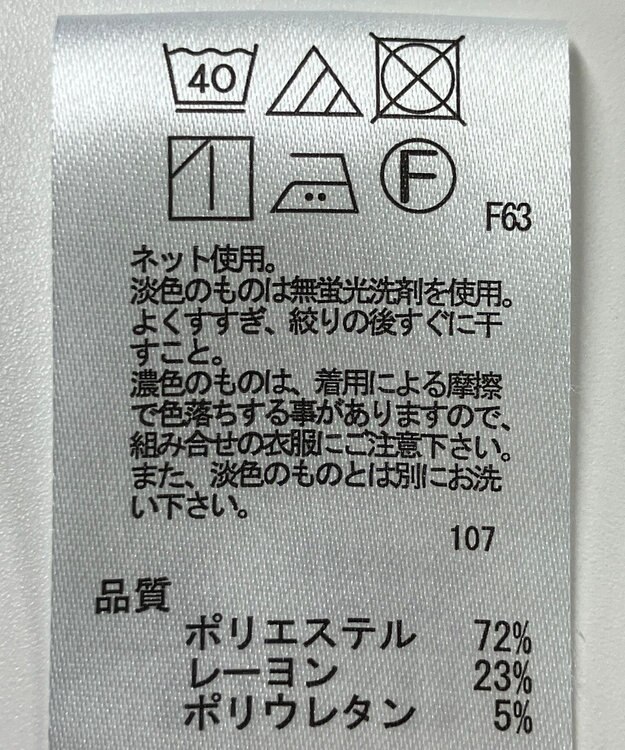 40
F
F63
ネット使用。
淡色のものは無蛍光洗剤を使用。
よくすすぎ、絞りの後すぐに干
すこと。
濃色のものは、着用による摩擦
で色落ちする事がありますので、
組み合せの衣服にご注意下さい。
また、淡色のものとは別にお洗
い下さい。
107
品質
ポリエステル 72%
レーヨン 23%
ポリウレタン 5%